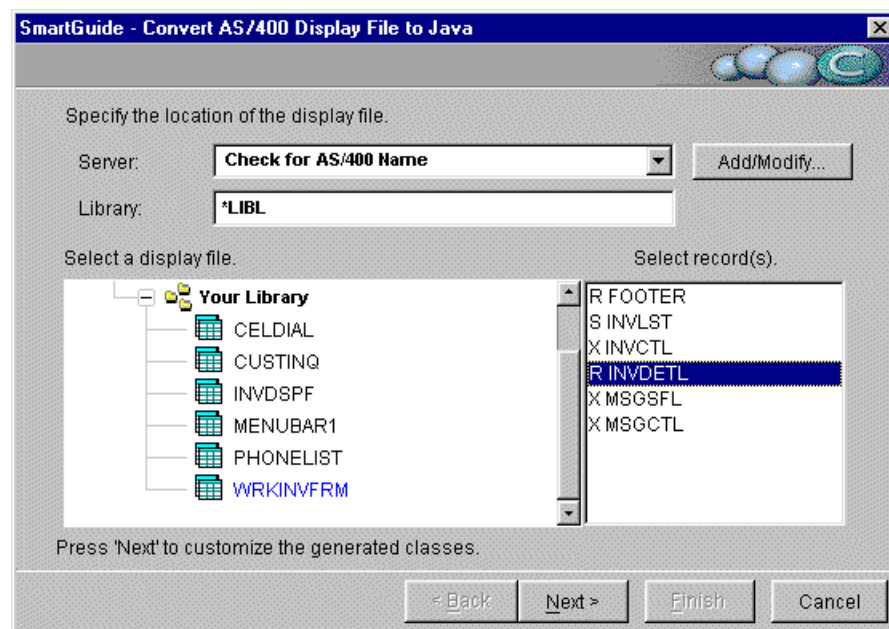 SmartGuide - Convert AS/400 Display File to Java
Specify the location of the display file.
Server: Check for AS/400 Name Add/Modify...
Library: *LIBL
Select a display file. Select record(s).
Your Library
CELDIAL
CUSTINQ
INVDSPF
MENUBAR1
PHONELIST
WRKINVFRM
R FOOTER
S INVLST
X INVCTL
R INVDETL
X MSGSFL
X MSGCTL
Press 'Next' to customize the generated classes.
< Back Next > Finish Cancel